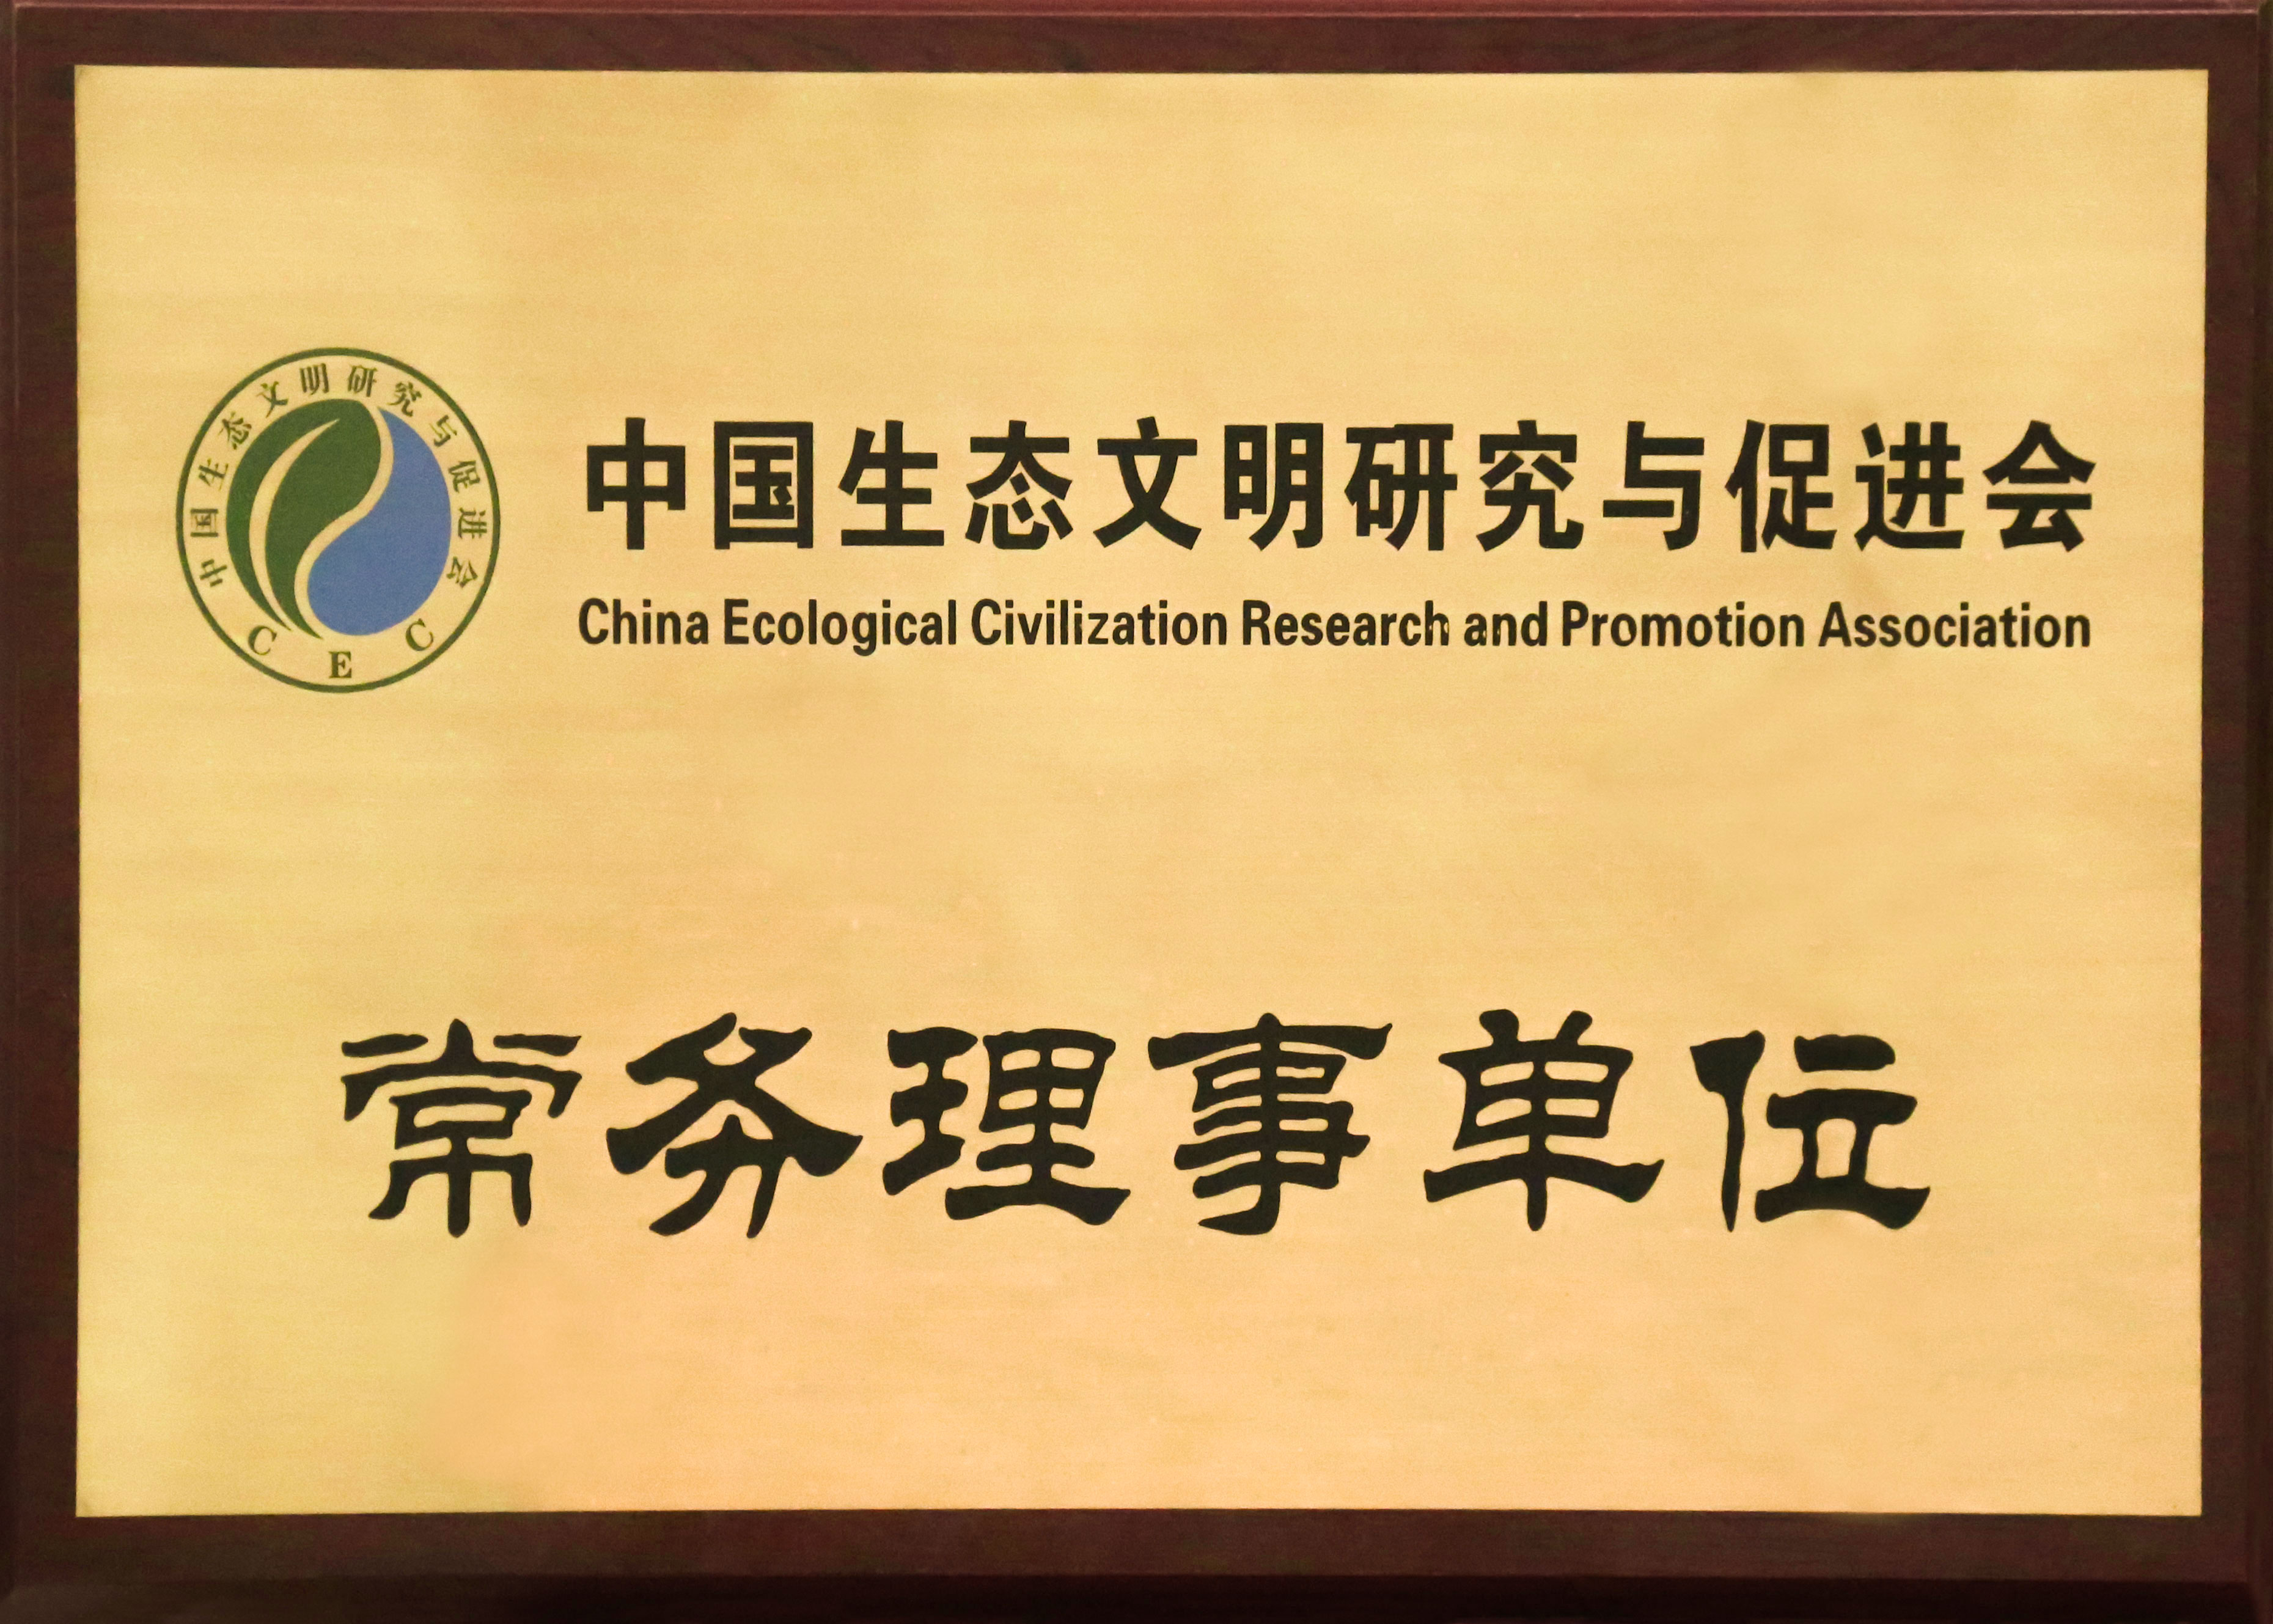 中国生态文明研究与促进会
CEC
中国生态文明研究与促进会
China Ecological Civilization Research and Promotion Association
常务理事单位